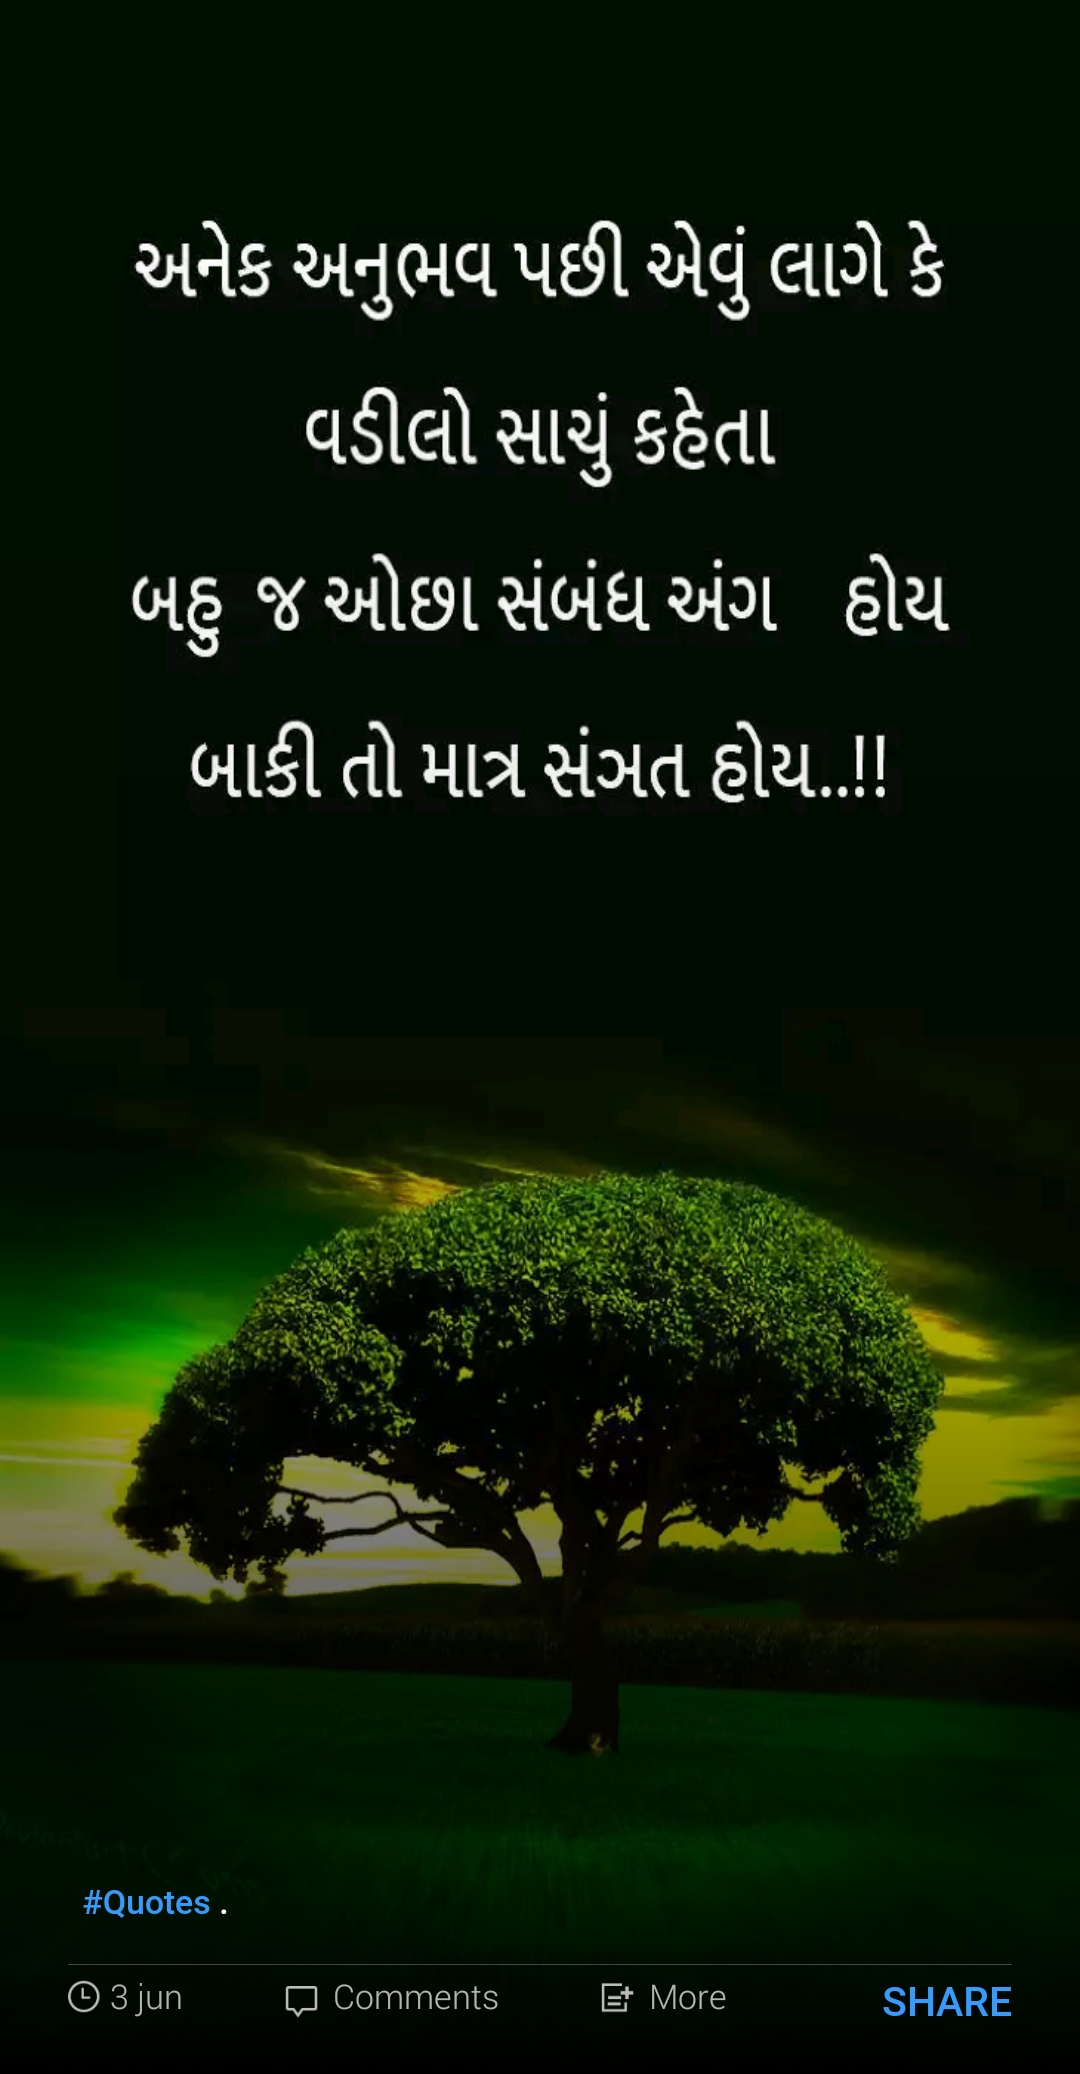 અનેક અનુભવ પછી એવું લાગે કે
વડીલો સાચું કહેતા
બહુ જ ઓછા સંબંધ અંગ હોય
બાકી તો માત્ર સંગત હોય..!!
#Quotes .
3 jun
Comments
More
SHARE